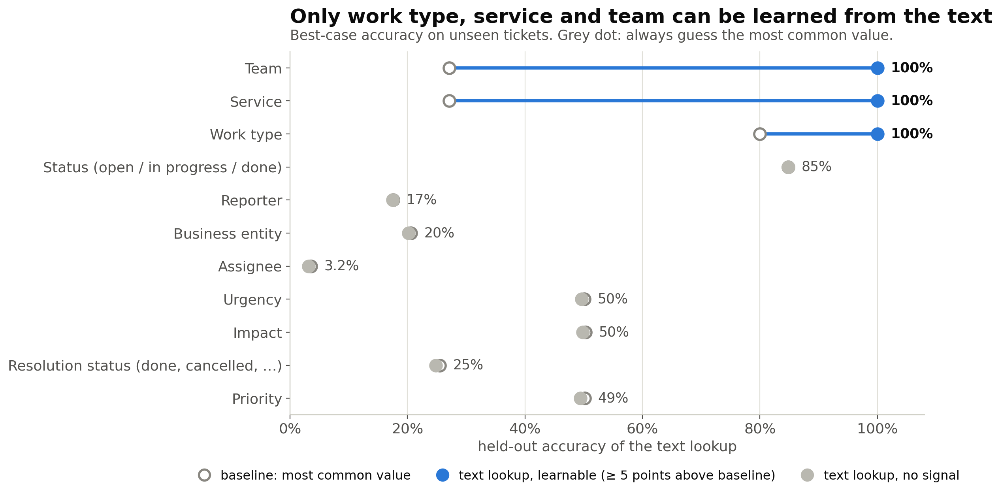 Only work type, service and team can be learned from the text
Best-case accuracy on unseen tickets. Grey dot: always guess the most common value.
Team 100%
Service 100%
Work type 100%
Status (open / in progress / done) 85%
Reporter 17%
Business entity 20%
Assignee 3.2%
Urgency 50%
Impact 50%
Resolution status (done, cancelled, ...) 25%
Priority 49%
0% 20% 40% 60% 80% 100%
held-out accuracy of the text lookup
baseline: most common value text lookup, learnable (≥ 5 points above baseline) text lookup, no signal